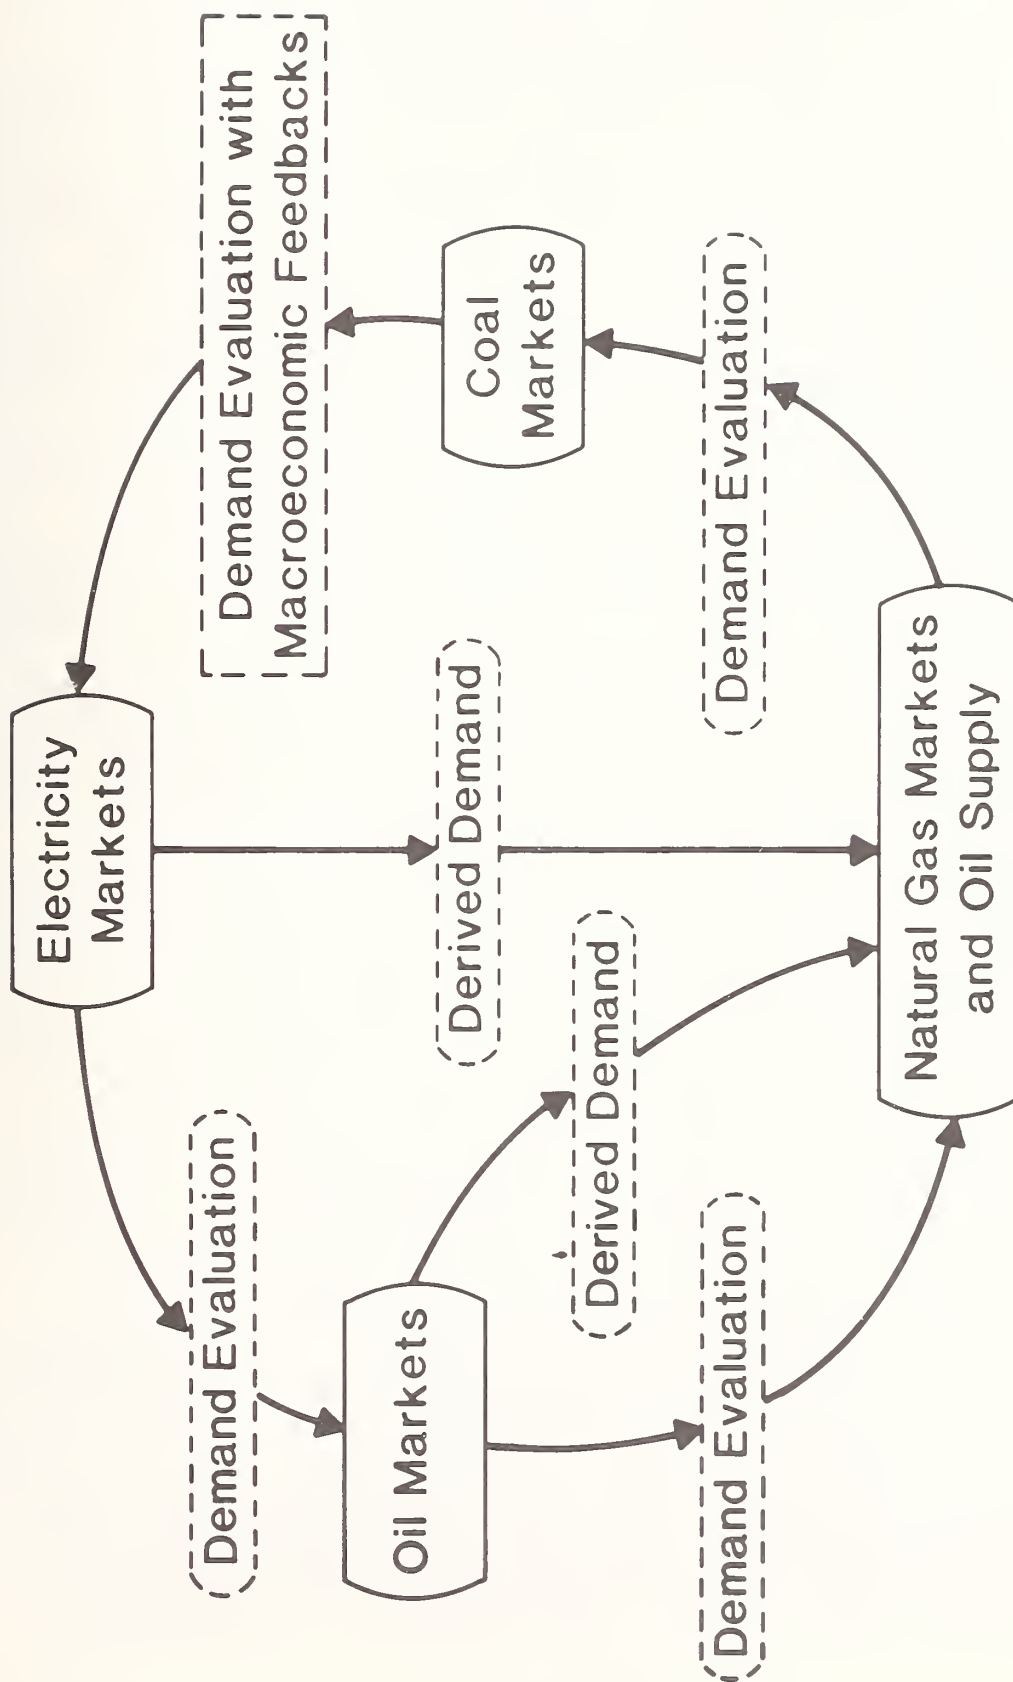 Electricity
Markets
Demand Evaluation
Demand Evaluation with
Macroeconomic Feedbacks
Oil Markets
Derived Demand
Coal
Markets
Derived Demand
Demand Evaluation
Demand Evaluation
Natural Gas Markets
and Oil Supply